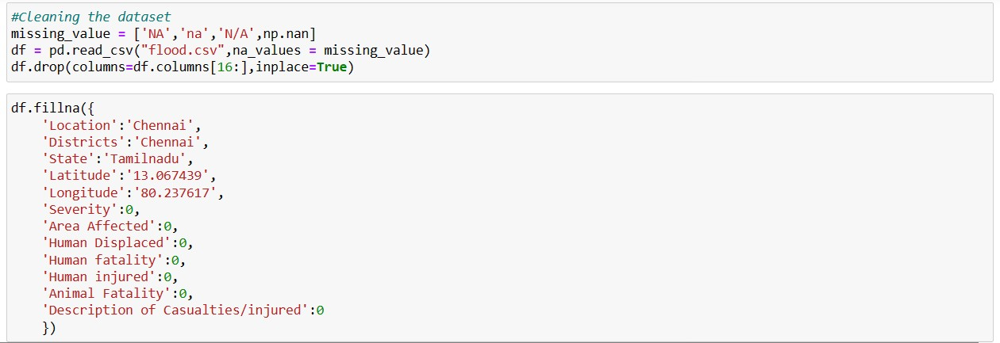 #Cleaning the dataset
missing_value = ['NA','na','N/A',np.nan]
df = pd.read_csv("flood.csv",na_values = missing_value)
df.drop(columns=df.columns[16:],inplace=True)
df.fillna({
    'Location':'Chennai',
    'Districts':'Chennai',
    'State':'Tamilnadu',
    'Latitude':'13.067439',
    'Longitude':'80.237617',
    'Severity':0,
    'Area Affected':0,
    'Human Displaced':0,
    'Human fatality':0,
    'Human injured':0,
    'Animal Fatality':0,
    'Description of Casualties/injured':0
    })